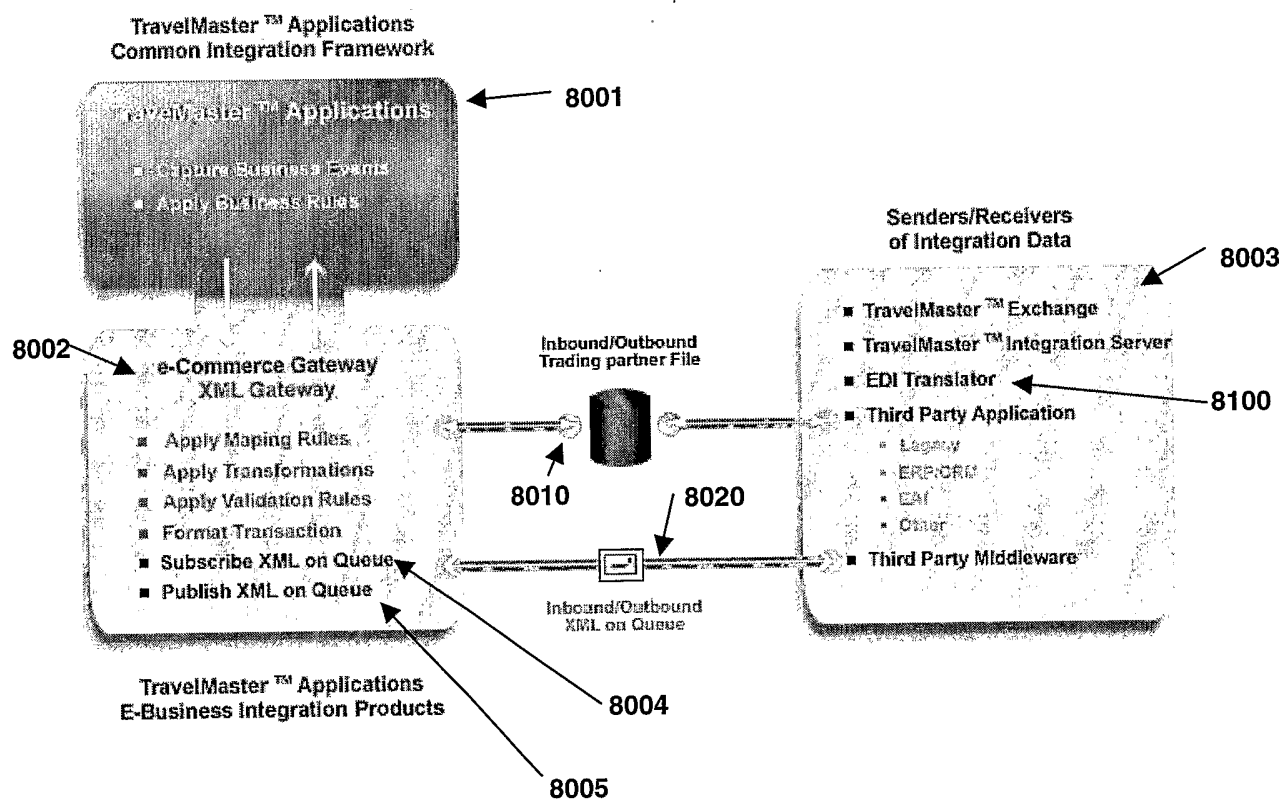 TravelMaster ™ Applications
Common Integration Framework
TravelMaster ™ Applications
▪ Capture Business Events
▪ Apply Business Rules
8001
Senders/Receivers
of Integration Data
8003
▪ TravelMaster ™ Exchange
▪ TravelMaster ™ Integration Server
▪ EDI Translator
8100
▪ Third Party Application
▪ Legacy
▪ ERP/CRM
▪ EAI
▪ Other
▪ Third Party Middleware
8002
e-Commerce Gateway
XML Gateway
▪ Apply Maping Rules
▪ Apply Transformations
▪ Apply Validation Rules
▪ Format Transaction
▪ Subscribe XML on Queue
▪ Publish XML on Queue
Inbound/Outbound
Trading partner File
8010
8020
Inbound/Outbound
XML on Queue
TravelMaster ™ Applications
E-Business Integration Products
8004
8005